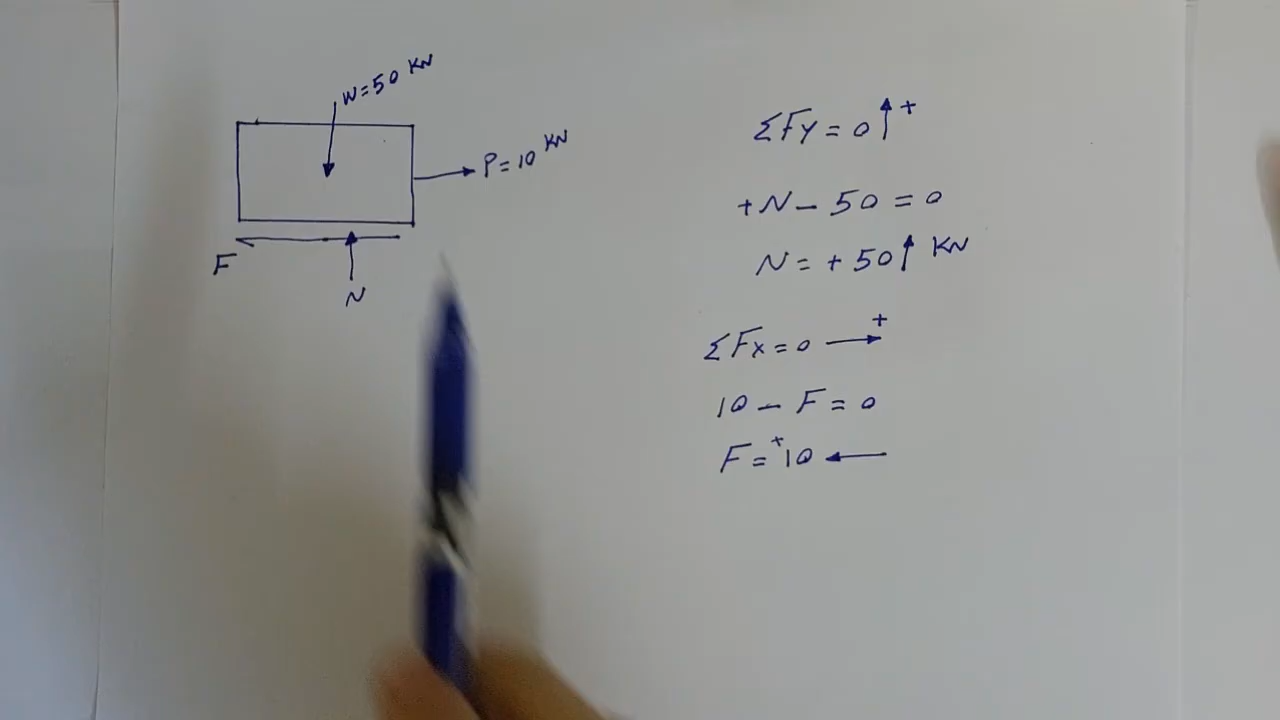 W=50 KN
P=10 KN
F
N
ΣFy=0↑+
+N-50=0
N=+50↑ KN
ΣFx=0→+
10-F=0
F=+10←